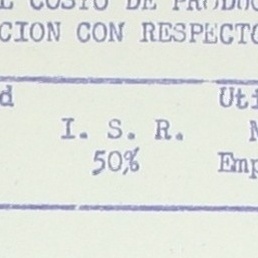 COSTO DE PRODUC
CION CON RESPECTO
d Uti
I. S. R. N
50% Emp